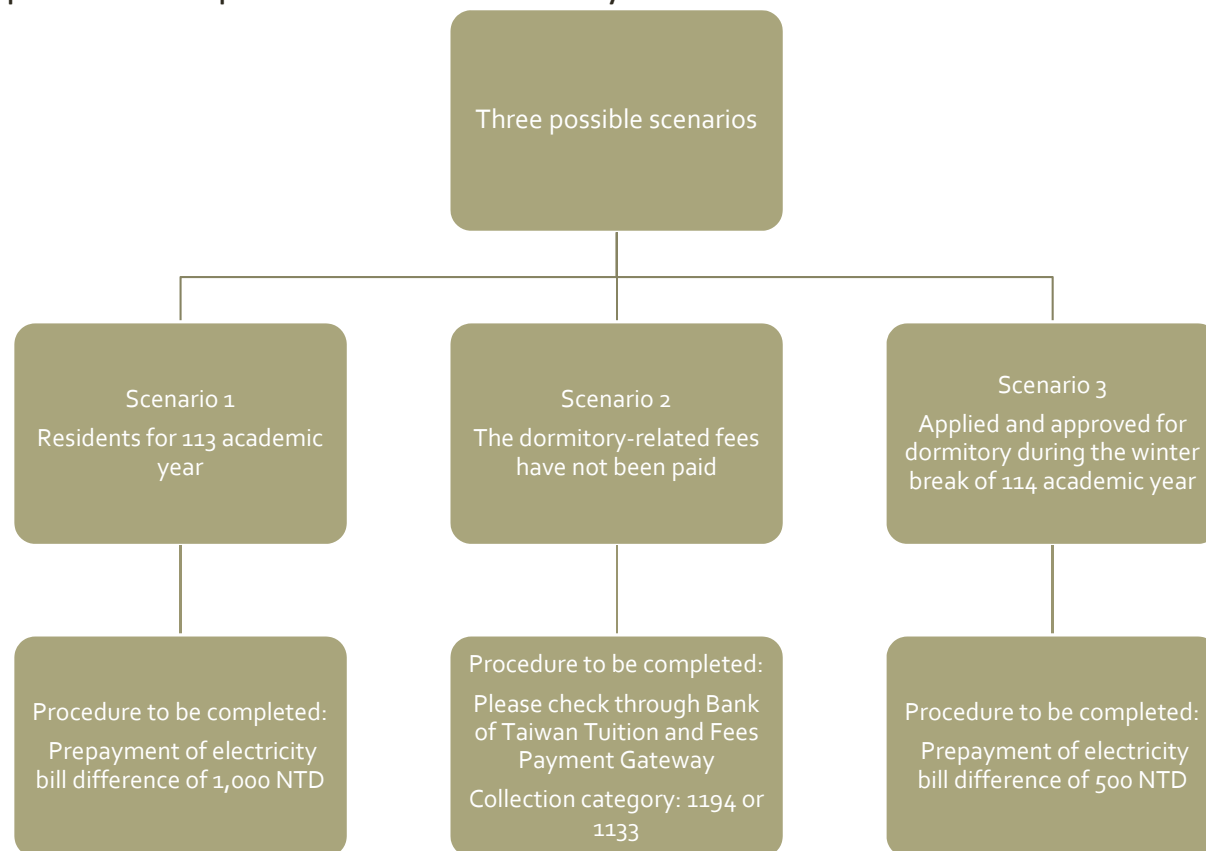 Three possible scenarios
Scenario 1
Residents for 113 academic
year
Scenario 2
The dormitory-related fees
have not been paid
Scenario 3
Applied and approved for
dormitory during the winter
break of 114 academic year
Procedure to be completed:
Prepayment of electricity
bill difference of 1,000 NTD
Procedure to be completed:
Please check through Bank
of Taiwan Tuition and Fees
Payment Gateway
Collection category: 1194 or
1133
Procedure to be completed:
Prepayment of electricity
bill difference of 500 NTD